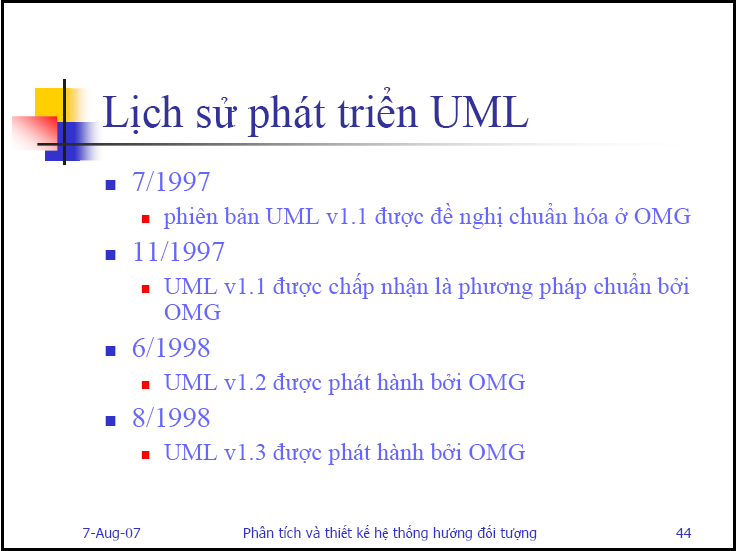 Lịch sử phát triển UML
7/1997
phiên bản UML v1.1 được đề nghị chuẩn hóa ở OMG
11/1997
UML v1.1 được chấp nhận là phương pháp chuẩn bởi
OMG
6/1998
UML v1.2 được phát hành bởi OMG
8/1998
UML v1.3 được phát hành bởi OMG
7-Aug-07 Phân tích và thiết kế hệ thống hướng đối tượng 44